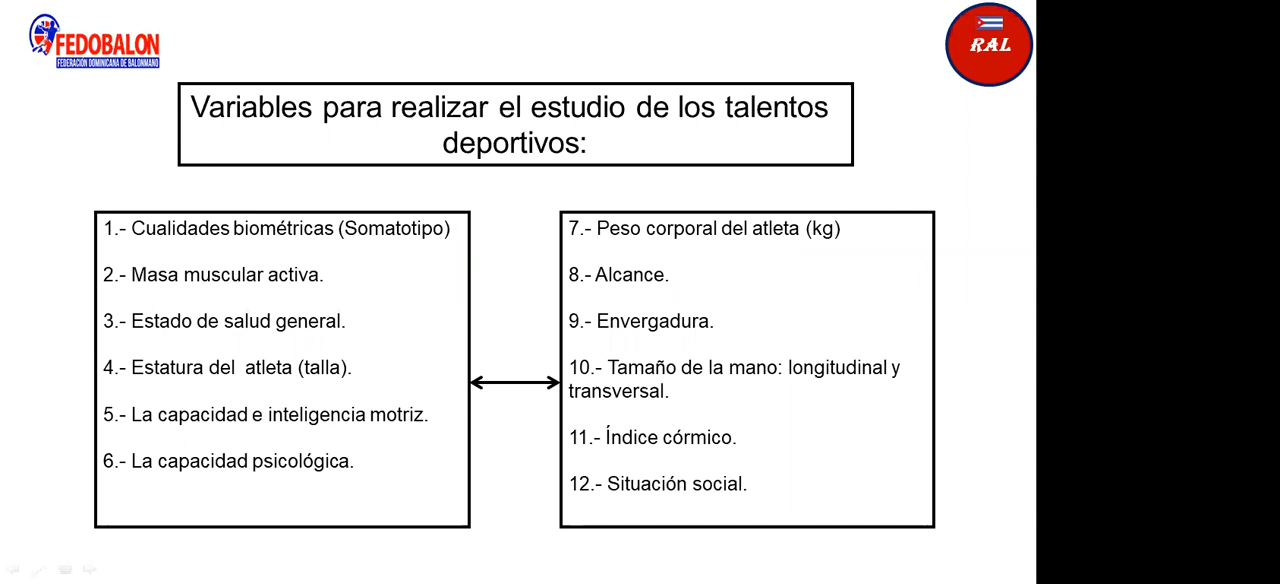 FEDOBALON
FEDERACIÓN DOMINICANA DE BALONMANO
RAL
Variables para realizar el estudio de los talentos
deportivos:
1.- Cualidades biométricas (Somatotipo)
2.- Masa muscular activa.
3.- Estado de salud general.
4.- Estatura del  atleta (talla).
5.- La capacidad e inteligencia motriz.
6.- La capacidad psicológica.
7.- Peso corporal del atleta (kg)
8.- Alcance.
9.- Envergadura.
10.- Tamaño de la mano: longitudinal y
transversal.
11.- Índice córmico.
12.- Situación social.